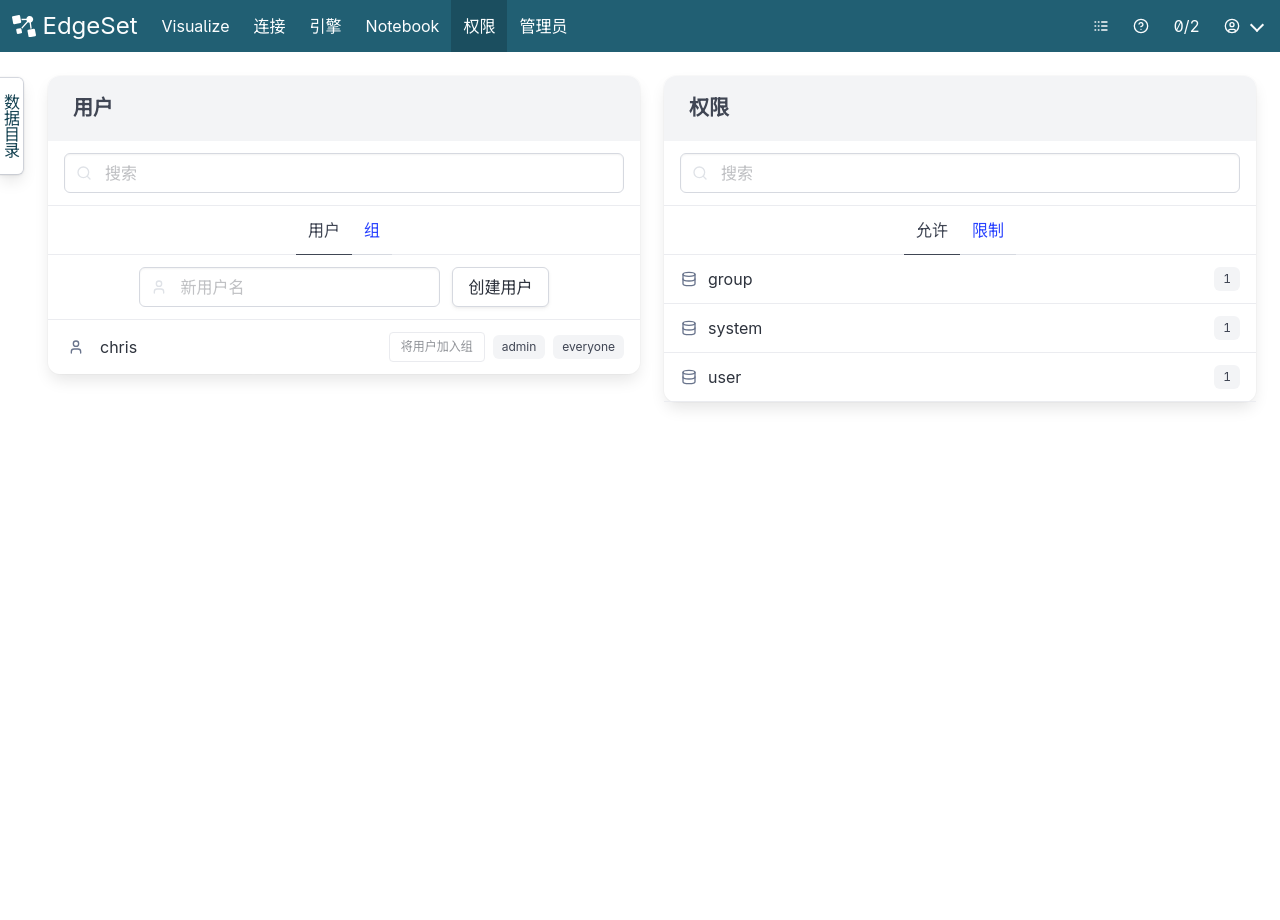 EdgeSet Visualize 连接 引擎 Notebook 权限 管理员 0/2
数据目录
用户
搜索
用户 组
新用户名 创建用户
chris 将用户加入组 admin everyone
权限
搜索
允许 限制
group 1
system 1
user 1